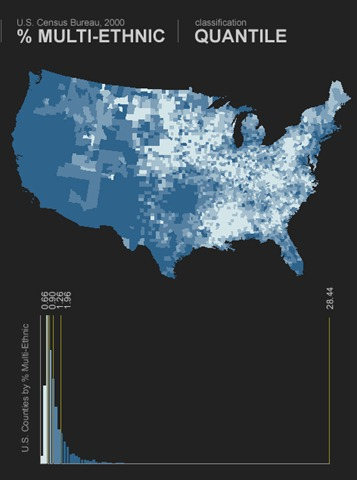 U.S. Census Bureau, 2000
% MULTI-ETHNIC
classification
QUANTILE
0.66
0.90
1.26
1.96
28.44
U.S. Counties by % Multi-Ethnic